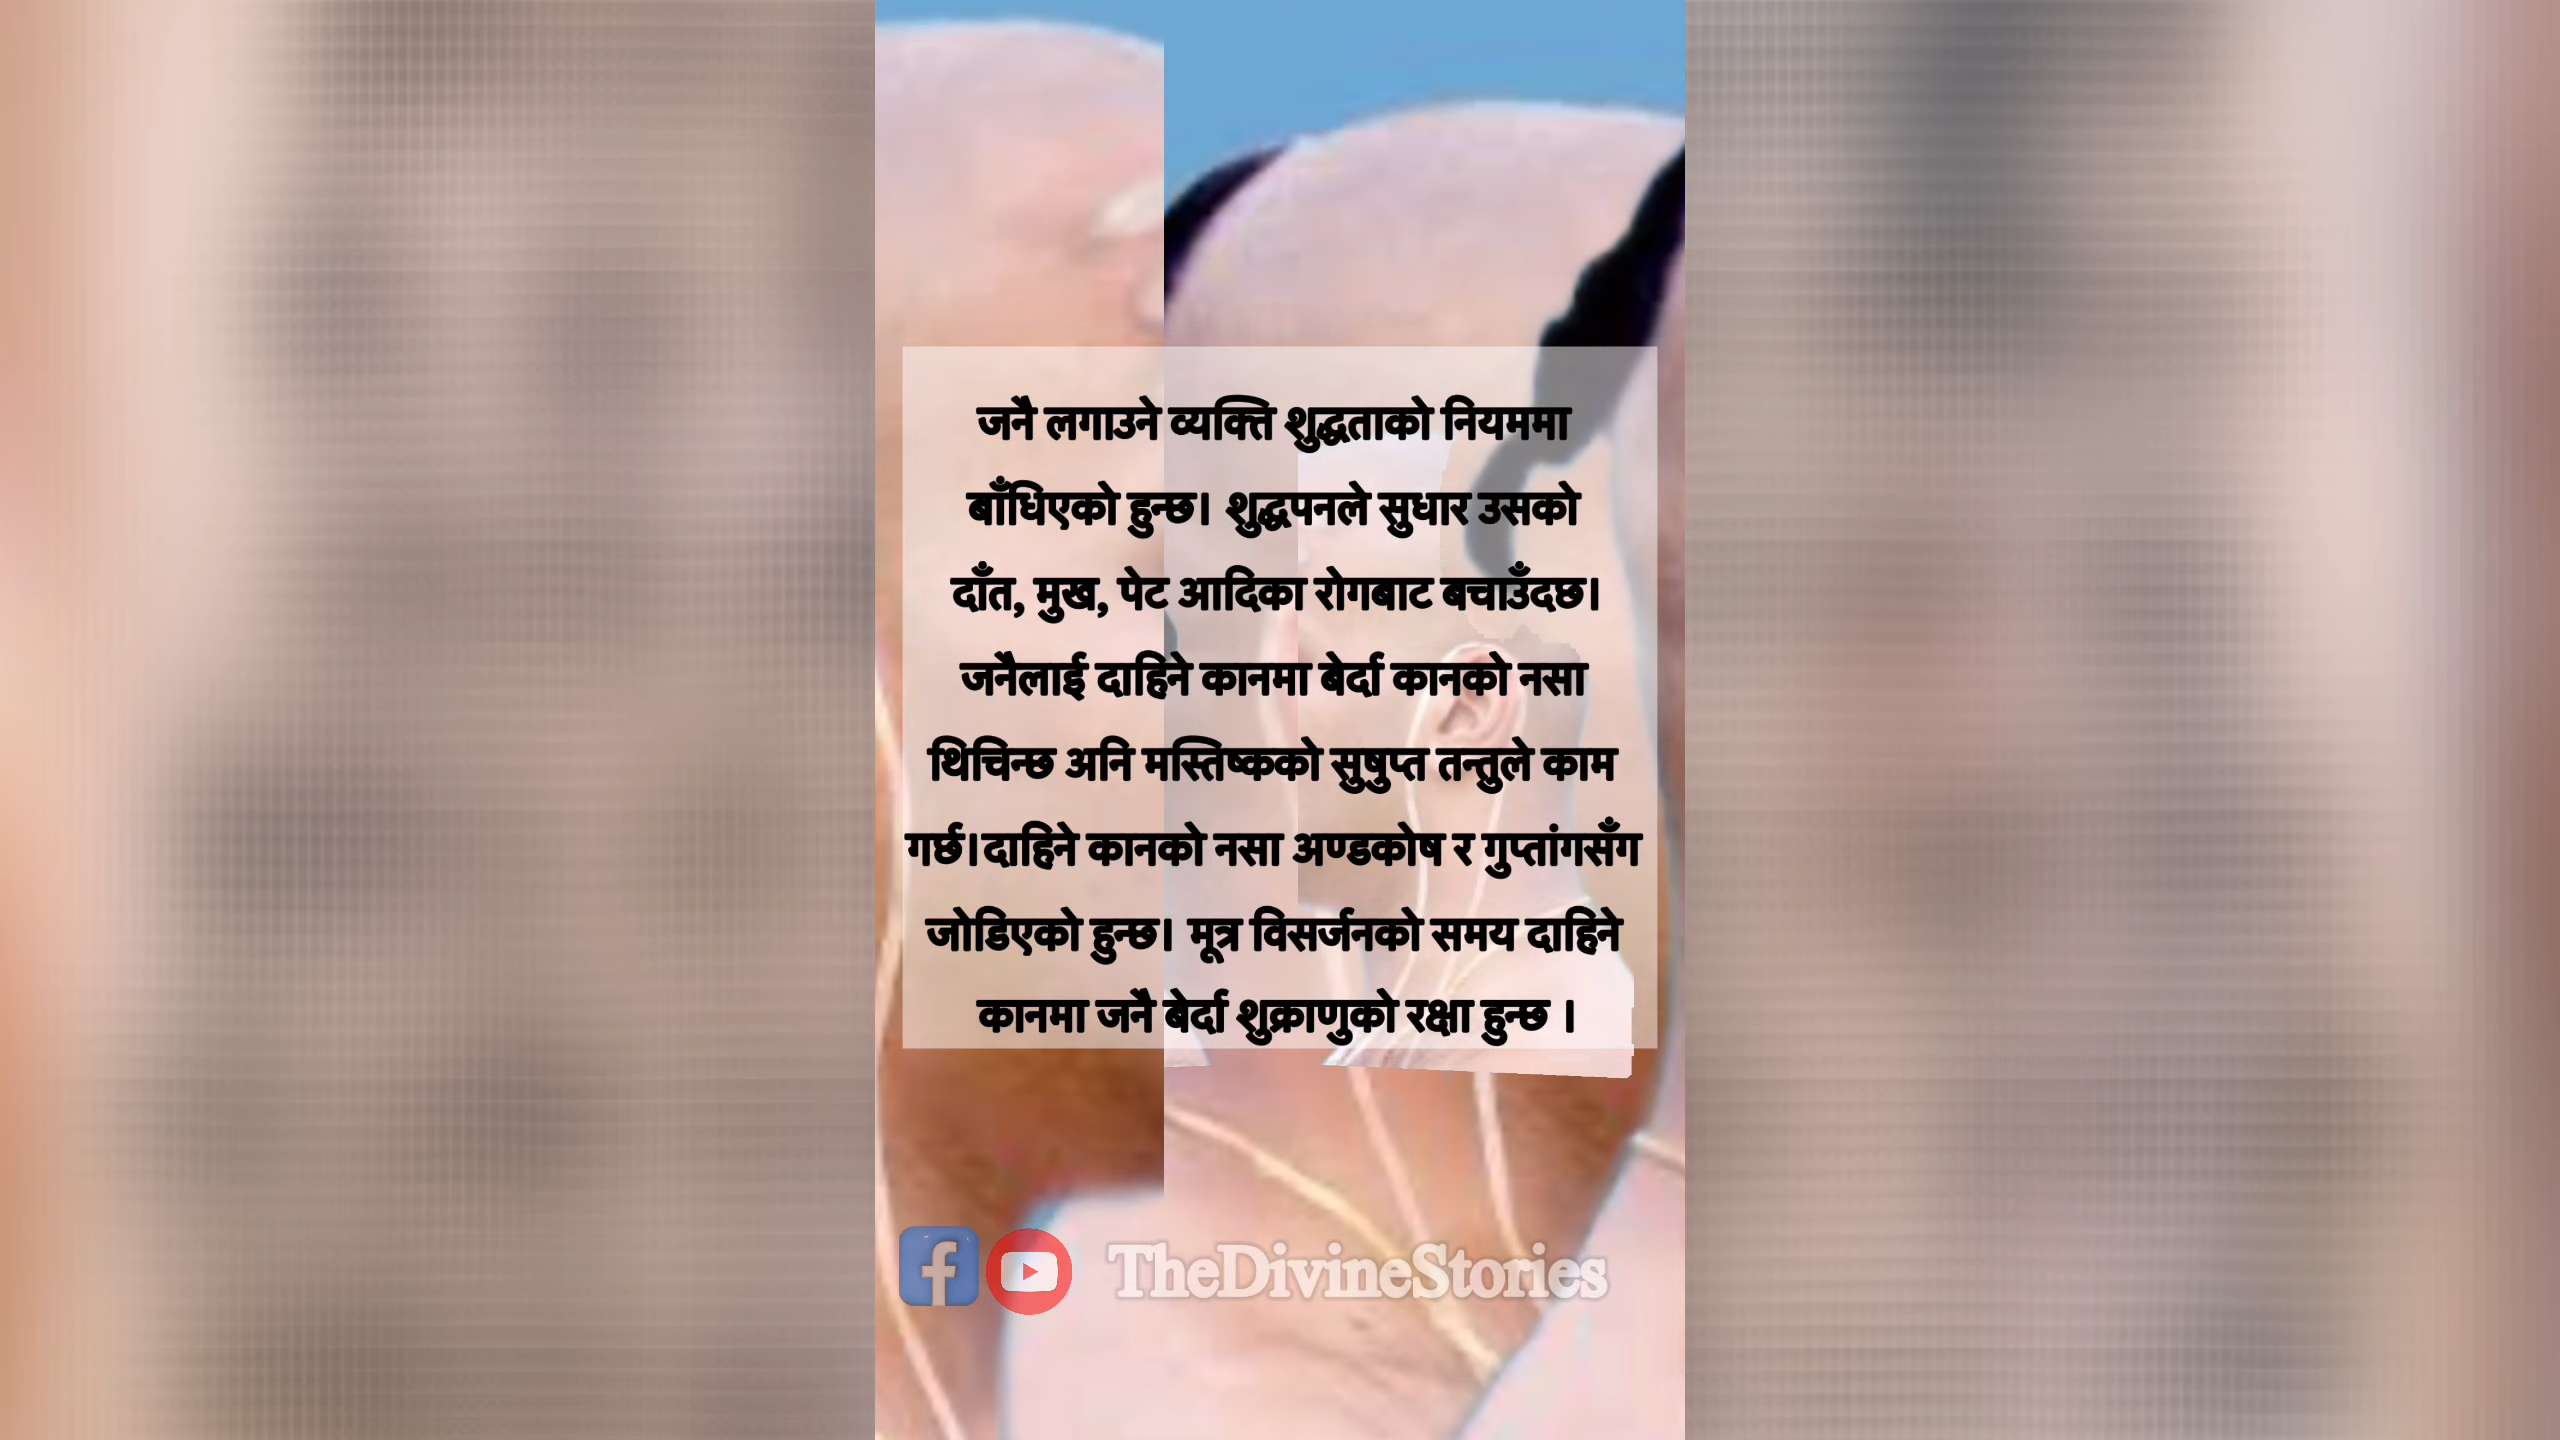 जनै लगाउने व्यक्ति शुद्धताको नियममा
बाँधिएको हुन्छ। शुद्धपनले सुधार उसको
दाँत, मुख, पेट आदिका रोगबाट बचाउँदछ।
जनैलाई दाहिने कानमा बेर्दा कानको नसा
थिचिन्छ अनि मस्तिष्कको सुषुप्त तन्तुले काम
गर्छ।दाहिने कानको नसा अण्डकोष र गुप्तांगसँग
जोडिएको हुन्छ। मूत्र विसर्जनको समय दाहिने
कानमा जनै बेर्दा शुक्राणुको रक्षा हुन्छ ।
TheDivineStories